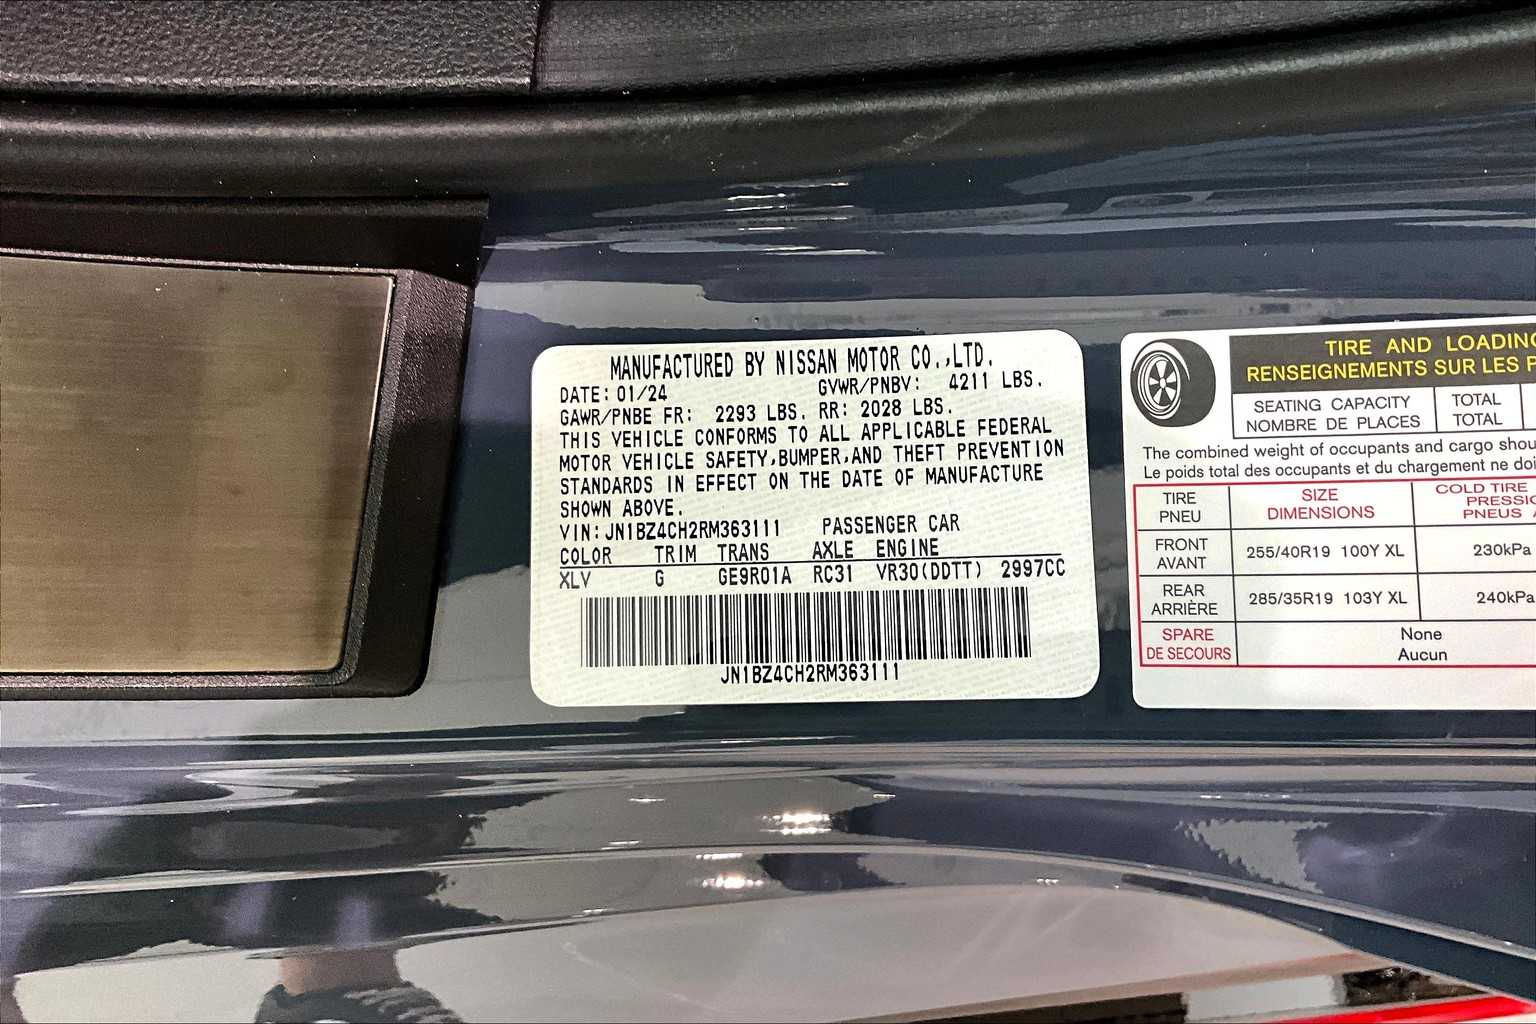 MANUFACTURED BY NISSAN MOTOR CO.,LTD.
DATE: 01/24 GVWR/PNBV: 4211 LBS.
GAWR/PNBE FR: 2293 LBS. RR: 2028 LBS.
THIS VEHICLE CONFORMS TO ALL APPLICABLE FEDERAL
MOTOR VEHICLE SAFETY,BUMPER,AND THEFT PREVENTION
STANDARDS IN EFFECT ON THE DATE OF MANUFACTURE
SHOWN ABOVE.
VIN:JN1BZ4CH2RM363111 PASSENGER CAR
COLOR TRIM TRANS AXLE ENGINE
XLV G GE9R01A RC31 VR30(DDTT) 2997CC
JN1BZ4CH2RM363111
TIRE AND LOADING
RENSEIGNEMENTS SUR LES P
SEATING CAPACITY TOTAL
NOMBRE DE PLACES TOTAL
The combined weight of occupants and cargo shou
Le poids total des occupants et du chargement ne doi
TIRE SIZE COLD TIRE
PNEU DIMENSIONS PRESSIO
PNEUS A
FRONT
AVANT 255/40R19 100Y XL 230kPa
REAR
ARRIÈRE 285/35R19 103Y XL 240kPa
SPARE None
DE SECOURS Aucun